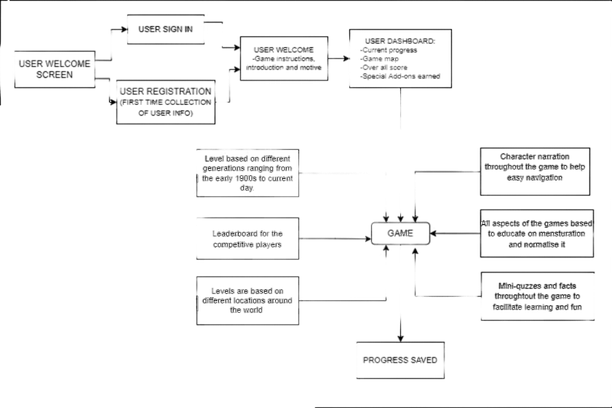 USER SIGN IN
USER WELCOME
SCREEN
USER REGISTRATION
(FIRST TIME COLLECTION
OF USER INFO)
USER WELCOME
-Game instructions,
introduction and motive
USER DASHBOARD:
-Current progress
-Game map
-Over all score
-Special Add-ons earned
Level based on different
generations ranging from
the early 1900s to current
day.
Character narration
throughout the game to help
easy navigation
Leaderboard for the
competitive players
GAME
All aspects of the games based
to educate on mensturation
and normalise it
Levels are based on
different locations around
the world
Mini-quzzes and facts
throughtout the game to
facilitate learning and fun
PROGRESS SAVED